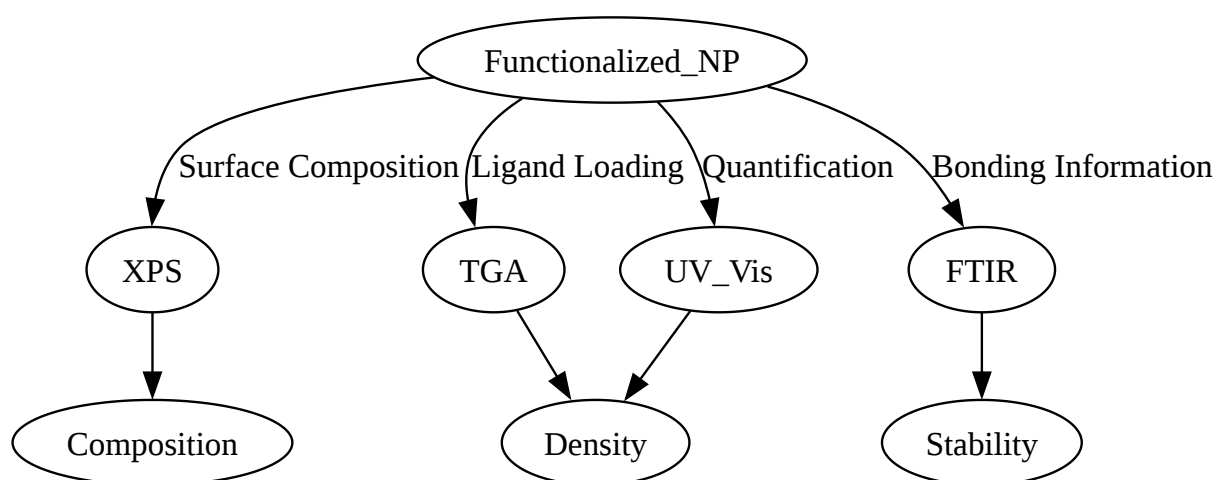 Functionalized_NP
Surface Composition
Ligand Loading
Quantification
Bonding Information
XPS
TGA
UV_Vis
FTIR
Composition
Density
Stability